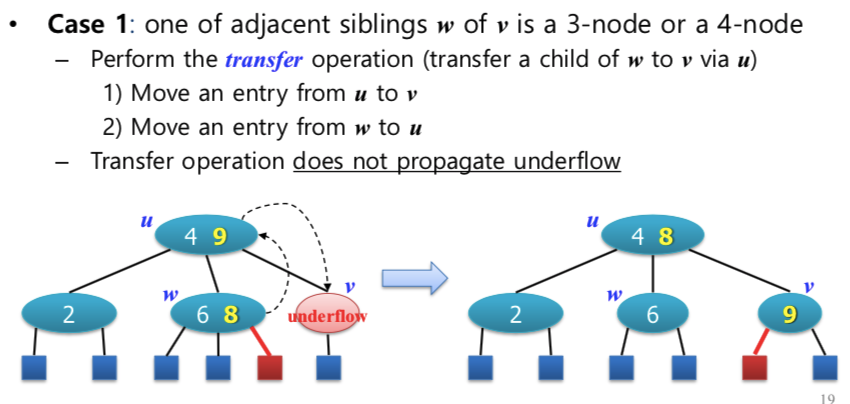 • Case 1: one of adjacent siblings w of v is a 3-node or a 4-node
– Perform the transfer operation (transfer a child of w to v via u)
1) Move an entry from u to v
2) Move an entry from w to u
– Transfer operation does not propagate underflow
u
4 9
u
4 8
w
v
w
v
2
6 8
underflow
2
6
9
19